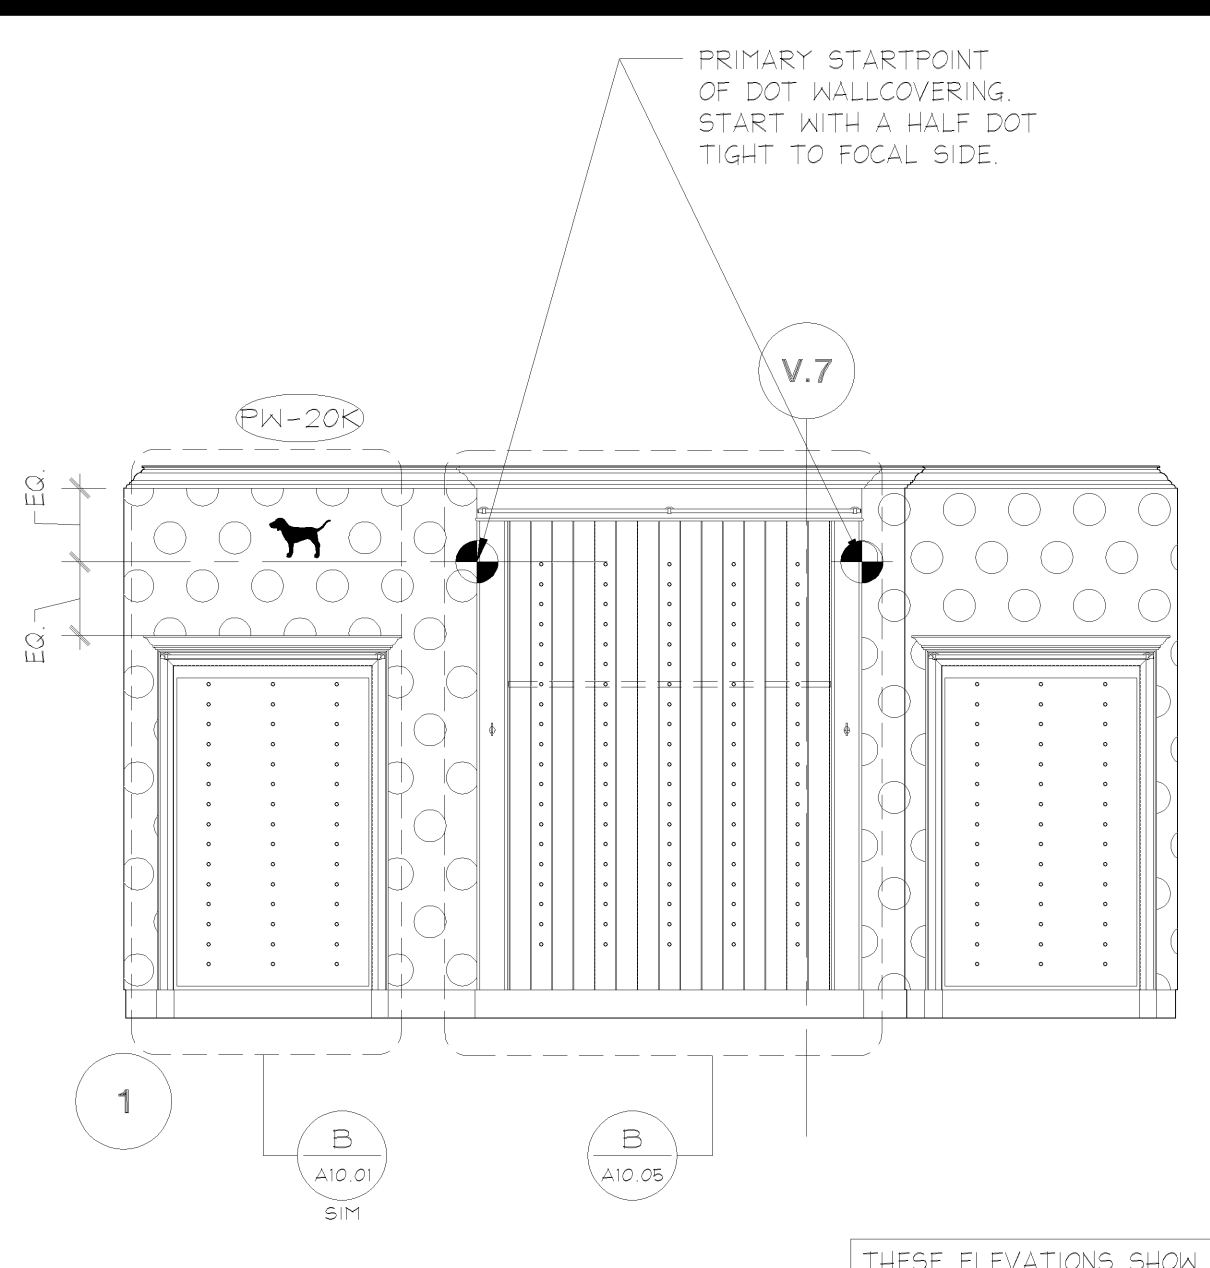 PRIMARY STARTPOINT
OF DOT WALLCOVERING.
START WITH A HALF DOT
TIGHT TO FOCAL SIDE.
V.7
PW-20K
EQ.
EQ.
1
B
A10.01
SIM
B
A10.05
THESE ELEVATIONS SHOW